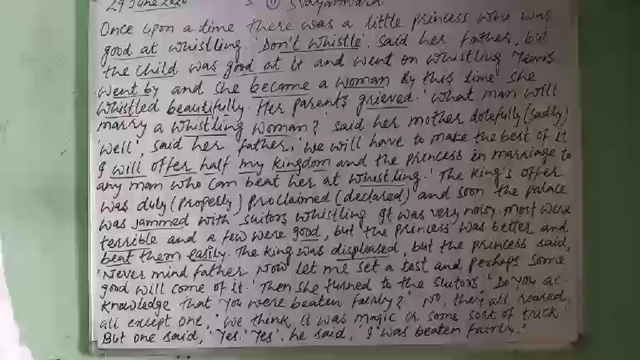 29 June 2020 5 ① Svayamvara
Once upon a time there was a little princess who was
good at whistling. 'Don't whistle'. Said her father, but
the child was good at it and went on whistling Years
went by and she became a woman By this time she
whistled beautifully. Her parents grieved. 'What man will
marry a whistling woman? said her mother dolefully (sadly)
'Well', said her father, 'we will have to make the best of it
I will offer half my kingdom and the princess in marriage to
any man who can beat her at whistling.' The king's offer
was duly (Properly) Proclaimed (declared) and soon the palace
was jammed with suitors whistling It was very noisy. Most were
terrible and a few were good, but the princess was better and
beat them easily. The king was displeased, but the princess said,
'Never mind father. Now let me set a test and perhaps some
good will come of it.' Then she turned to the suitors, "Do you ac-
knowledge that you were beaten fairly?" 'No, they all roared,
all except one, 'We think, it was magic or some sort of trick.'
But one said, 'Yes.' 'Yes', he said, 'I was beaten fairly.'